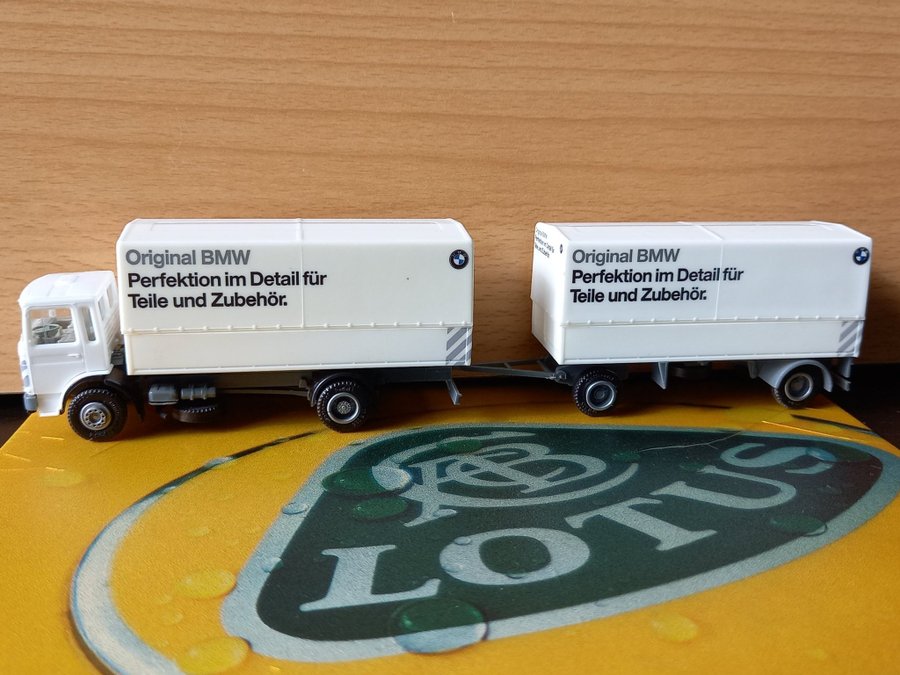 Original BMW
Perfektion im Detail für
Teile und Zubehör.
Original BMW
Perfektion im Detail für
Teile und Zubehör.
LOTUS